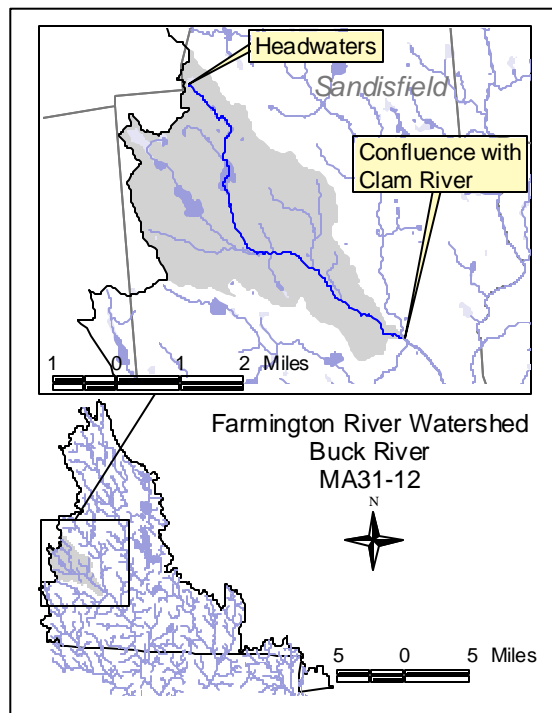 Headwaters
Sandisfield
Confluence with
Clam River
1 0 1 2 Miles
Farmington River Watershed
Buck River
MA31-12
N
5 0 5 Miles